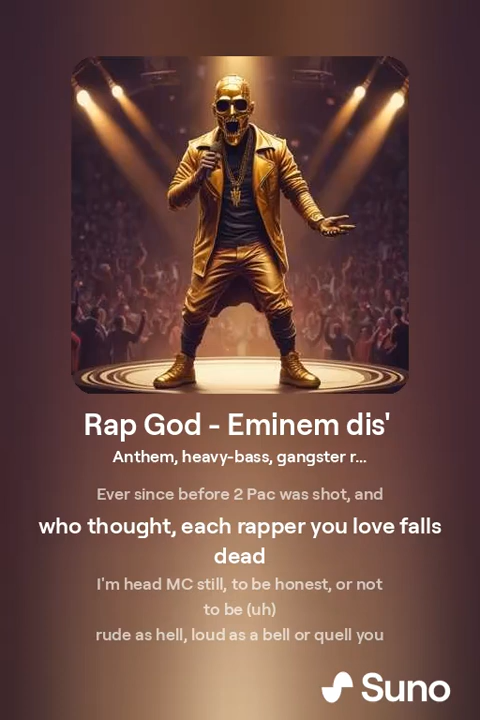 Rap God - Eminem dis'
Anthem, heavy-bass, gangster r...
Ever since before 2 Pac was shot, and
who thought, each rapper you love falls
dead
I'm head MC still, to be honest, or not
to be (uh)
rude as hell, loud as a bell or quell you
Suno